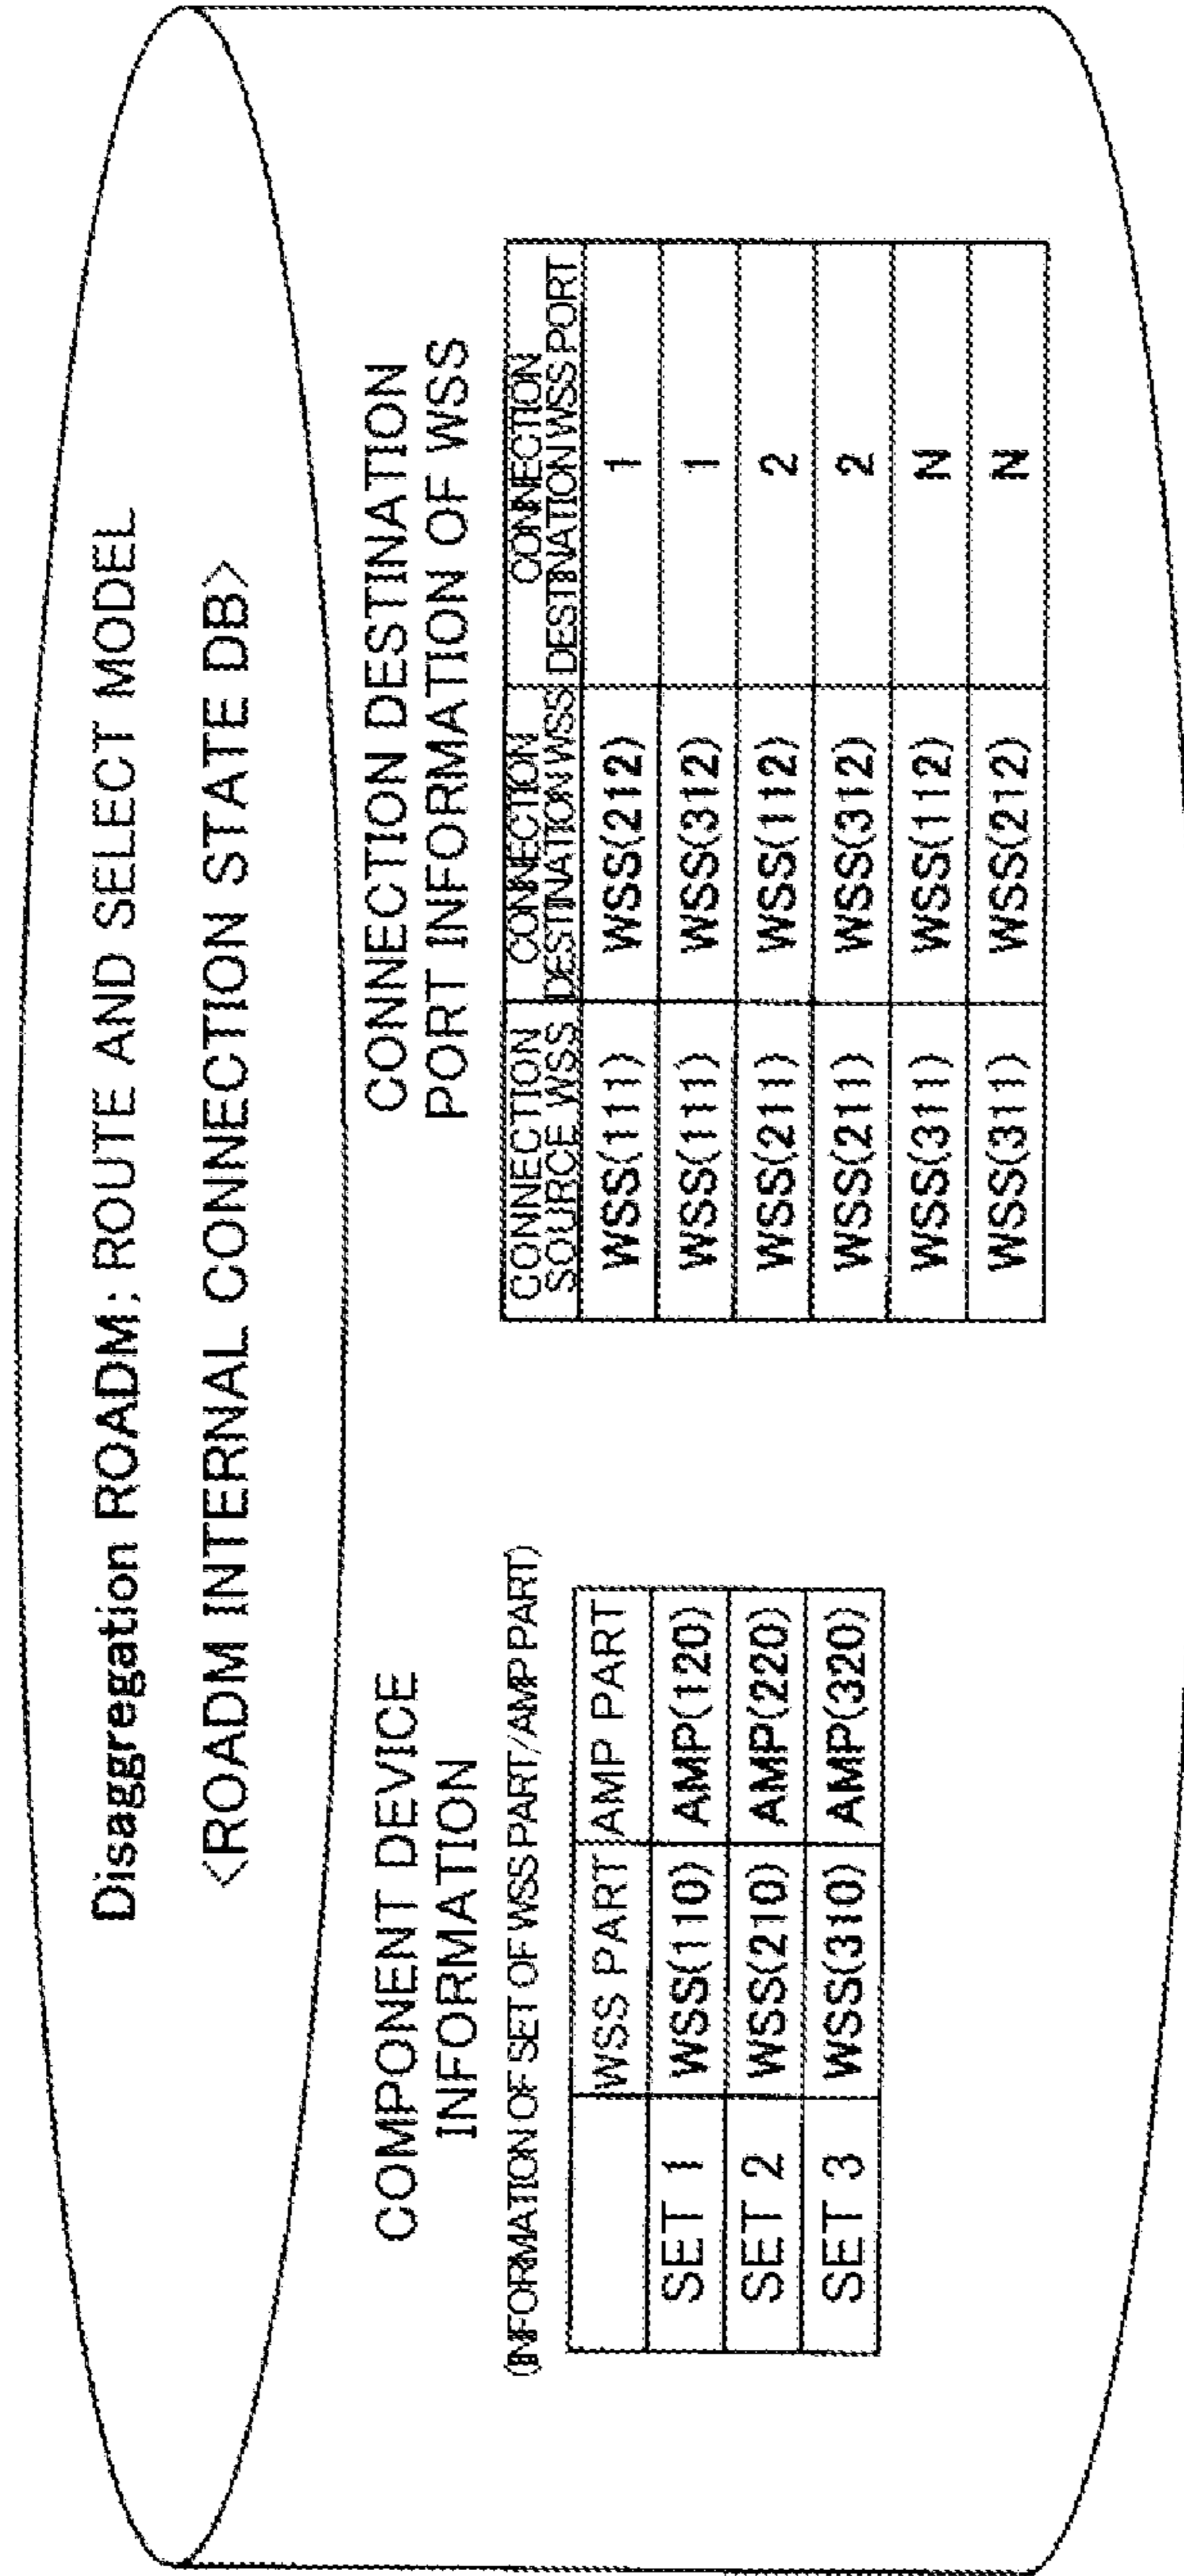 Disaggregation ROADM; ROUTE AND SELECT MODEL
<ROADM INTERNAL CONNECTION STATE DB>
COMPONENT DEVICE
INFORMATION
(INFORMATION OF SET OF WSS PART/AMP PART)
WSS PART AMP PART
SET 1 WSS(110) AMP(120)
SET 2 WSS(210) AMP(220)
SET 3 WSS(310) AMP(320)
CONNECTION DESTINATION
PORT INFORMATION OF WSS
CONNECTION CONNECTION CONNECTION
SOURCE WSS DESTINATION WSS DESTINATION WSS PORT
WSS(111) WSS(212) 1
WSS(111) WSS(312) 1
WSS(211) WSS(112) 2
WSS(211) WSS(312) 2
WSS(311) WSS(112) N
WSS(311) WSS(212) N